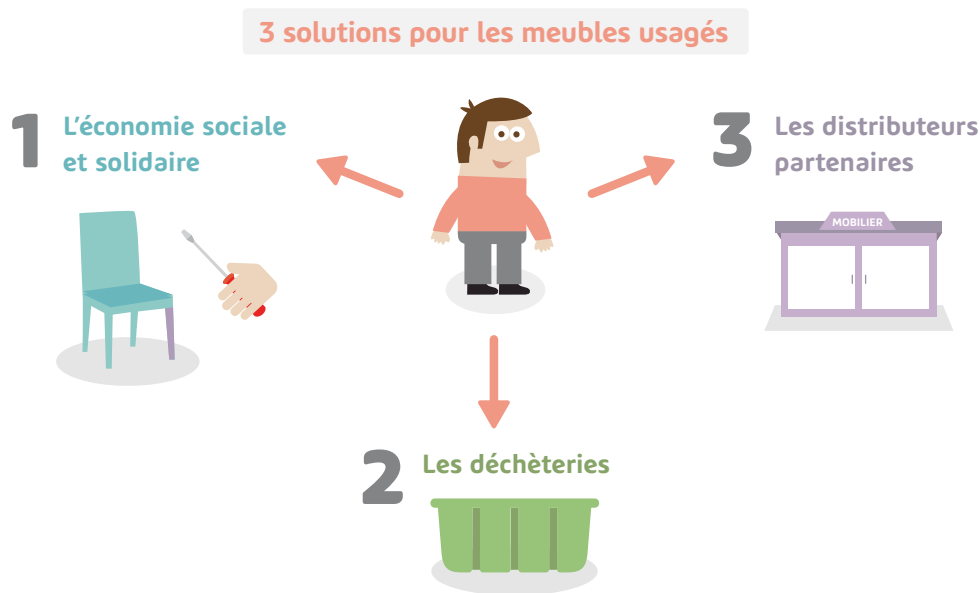 3 solutions pour les meubles usagés
1
L'économie sociale
et solidaire
3
Les distributeurs
partenaires
MOBILIER
2
Les déchèteries